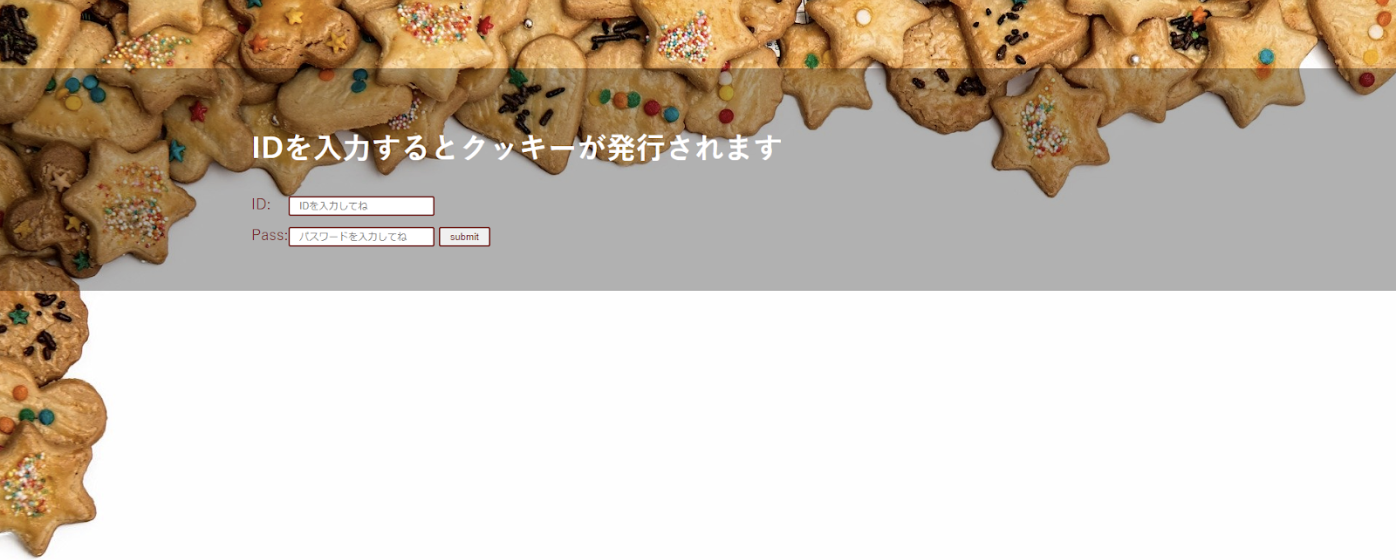 IDを入力するとクッキーが発行されます
ID: IDを入力してね
Pass: パスワードを入力してね submit